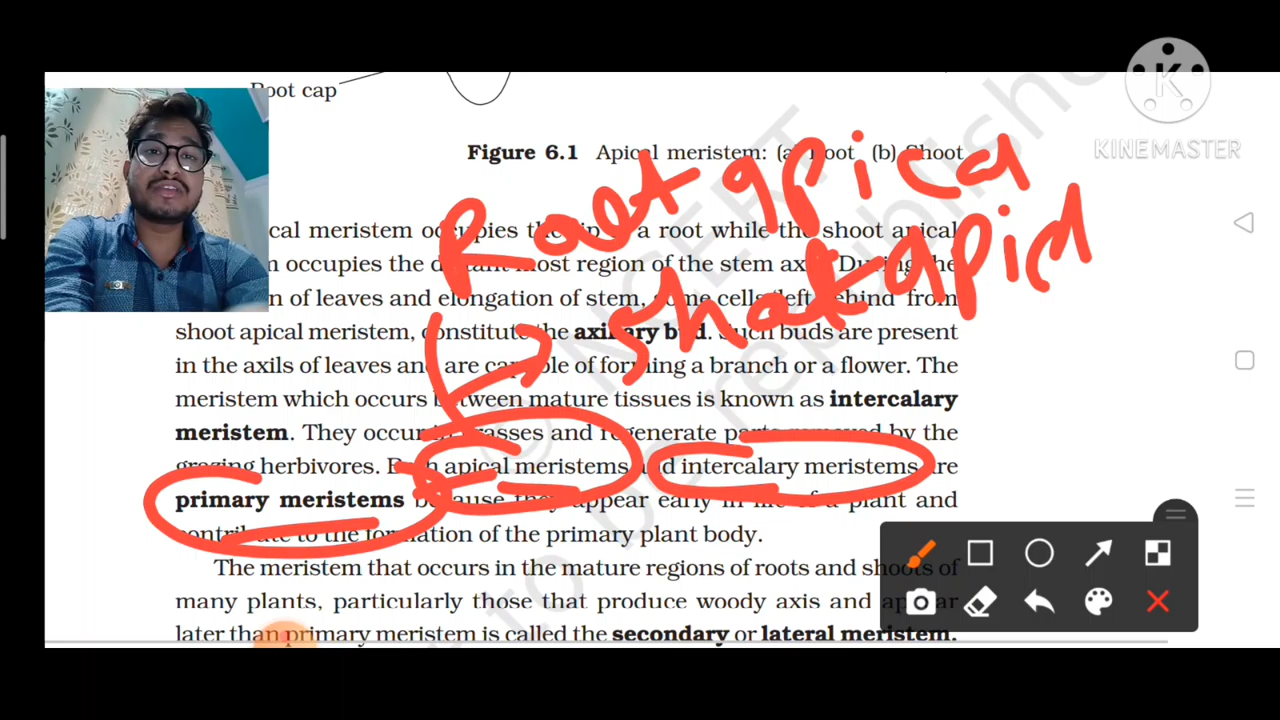 Root cap
KINEMASTER
Figure 6.1 Apical meristem: (a) Root (b) Shoot
Root apical
ical meristem occupies the tip of a root while the shoot apical
m occupies the distant most region of the stem axis. During the
shoot apical
n of leaves and elongation of stem, some cells left behind from
shoot apical meristem, constitute the axillary bud. Such buds are present
in the axils of leaves and are capable of forming a branch or a flower. The
meristem which occurs between mature tissues is known as intercalary
meristem. They occur in grasses and regenerate parts removed by the
grazing herbivores. Both apical meristems and intercalary meristems are
primary meristems because they appear early in life of a plant and
contribute to the formation of the primary plant body.
The meristem that occurs in the mature regions of roots and shoots of
many plants, particularly those that produce woody axis and appear
later than primary meristem is called the secondary or lateral meristem.
© NCERT
to be republished